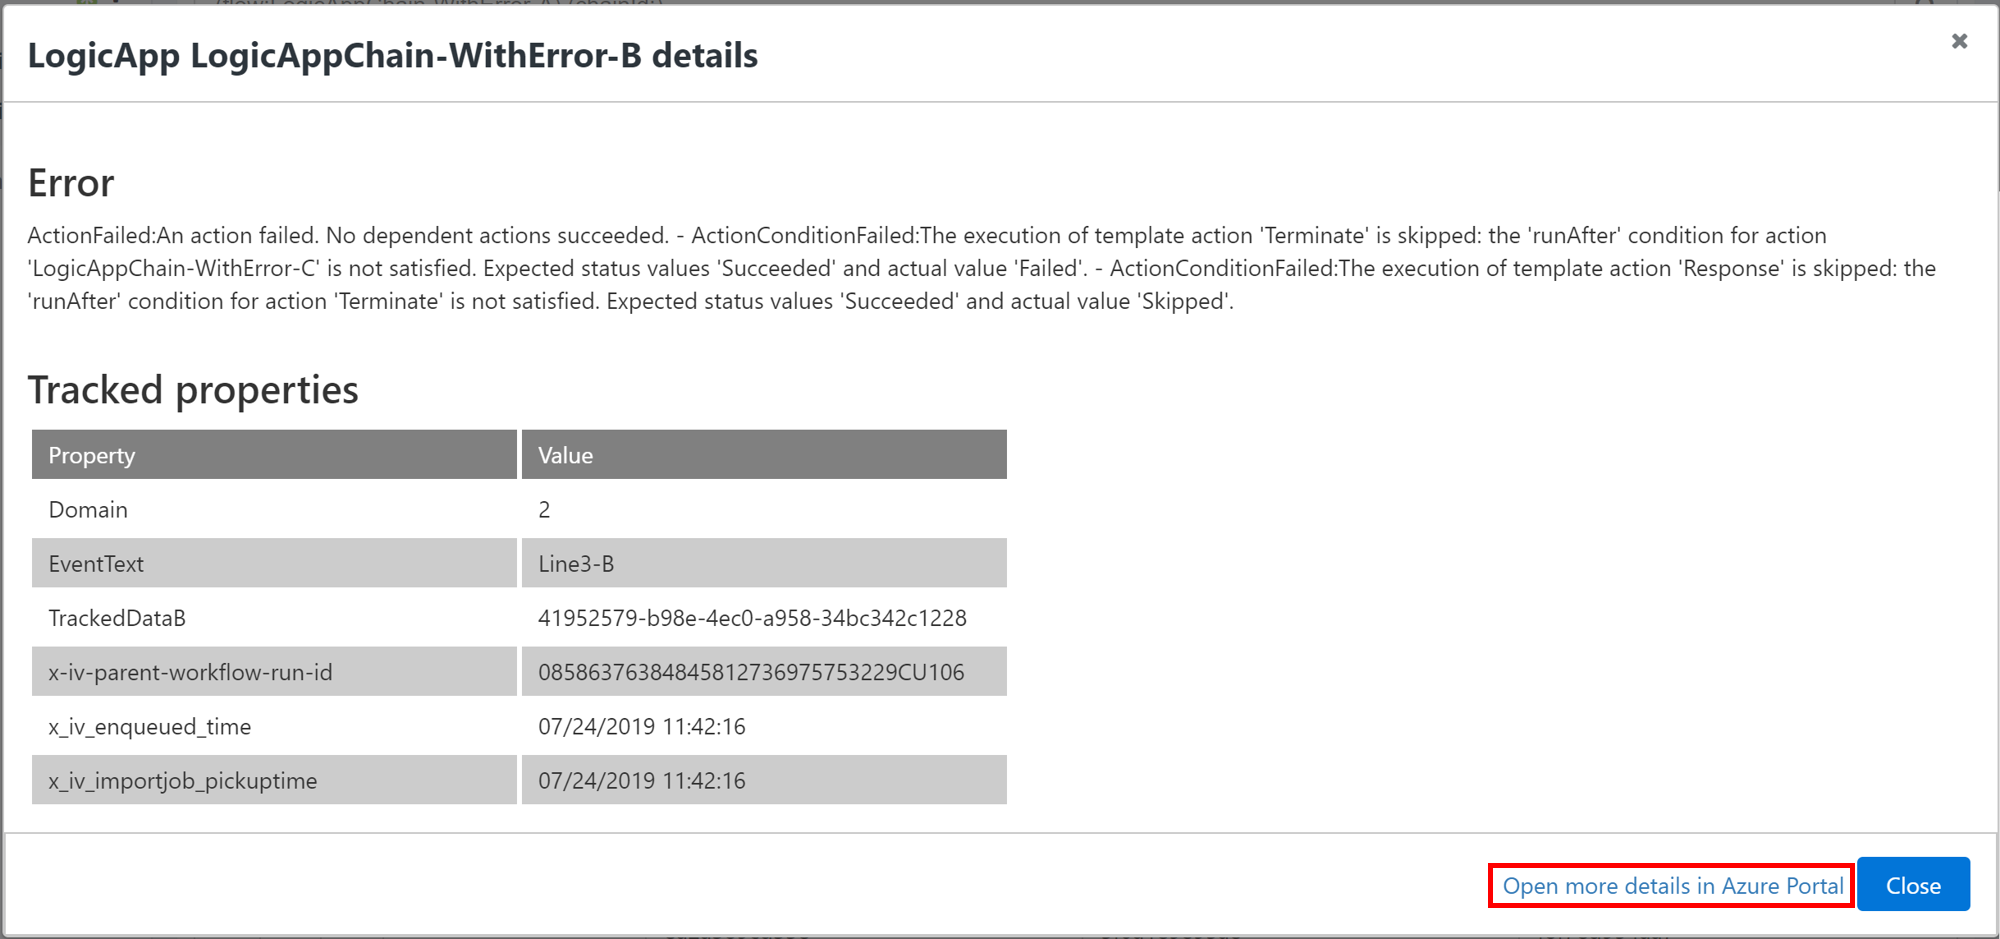 LogicApp LogicAppChain-WithError-B details
Error
ActionFailed:An action failed. No dependent actions succeeded. - ActionConditionFailed:The execution of template action 'Terminate' is skipped: the 'runAfter' condition for action
'LogicAppChain-WithError-C' is not satisfied. Expected status values 'Succeeded' and actual value 'Failed'. - ActionConditionFailed:The execution of template action 'Response' is skipped: the
'runAfter' condition for action 'Terminate' is not satisfied. Expected status values 'Succeeded' and actual value 'Skipped'.
Tracked properties
Property Value
Domain 2
EventText Line3-B
TrackedDataB 41952579-b98e-4ec0-a958-34bc342c1228
x-iv-parent-workflow-run-id 08586376384845812736975753229CU106
x_iv_enqueued_time 07/24/2019 11:42:16
x_iv_importjob_pickuptime 07/24/2019 11:42:16
Open more details in Azure Portal Close